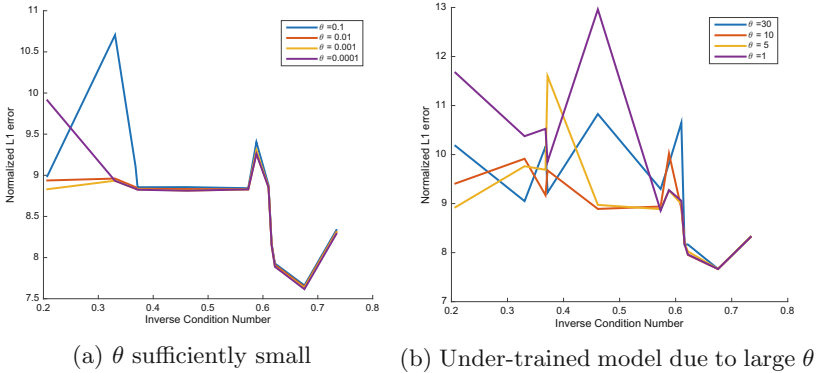 11
10.5
10
9.5
9
8.5
8
7.5
0.2 0.3 0.4 0.5 0.6 0.7 0.8
Normalized L1 error
Inverse Condition Number
θ =0.1
θ = 0.01
θ = 0.001
θ =0.0001
(a) θ sufficiently small
13
12
11
10
9
8
7
0.2 0.3 0.4 0.5 0.6 0.7 0.8
Normalized L1 error
Inverse Condition Number
θ =30
θ = 10
θ = 5
θ =1
(b) Under-trained model due to large θ